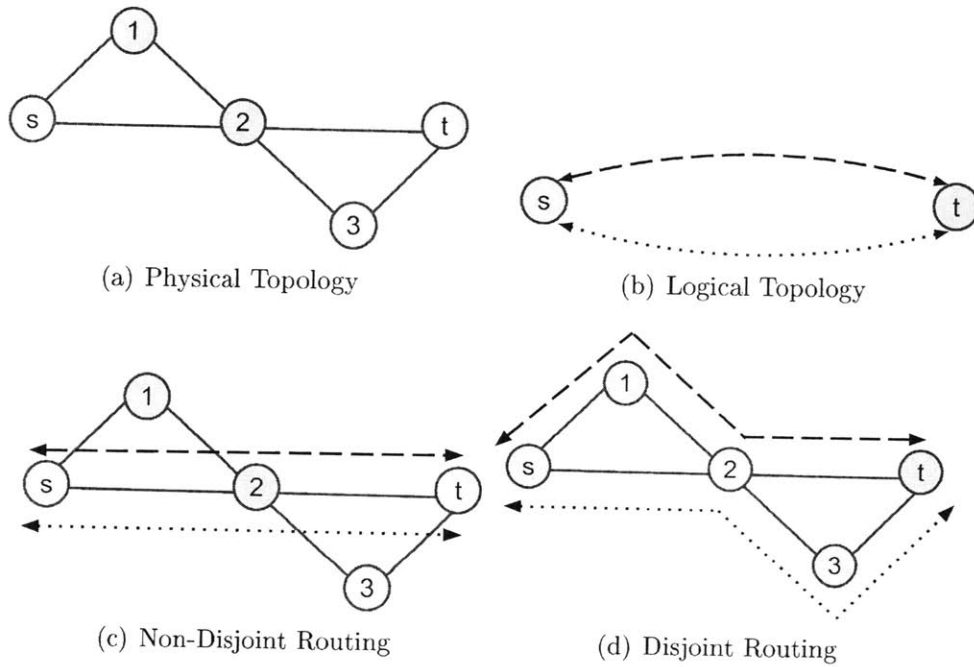 1
s
2
t
3
(a) Physical Topology
s
t
(b) Logical Topology
1
s
2
t
3
(c) Non-Disjoint Routing
1
s
2
t
3
(d) Disjoint Routing